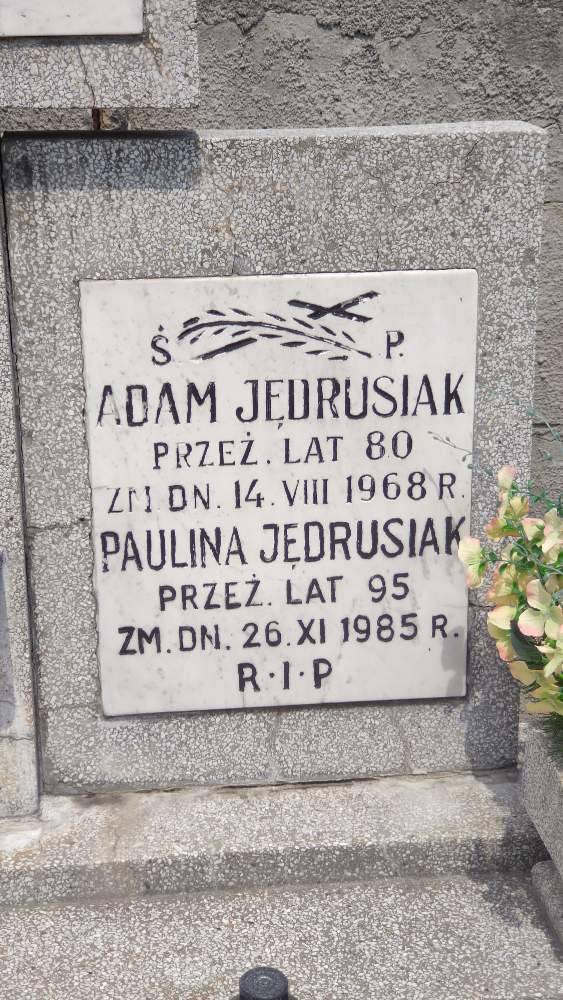 Ś P.
ADAM JĘDRUSIAK
PRZEŻ. LAT 80
ZM. DN. 14. VIII 1968 R.
PAULINA JĘDRUSIAK
PRZEŻ. LAT 95
ZM. DN. 26. XI 1985 R.
R·I·P